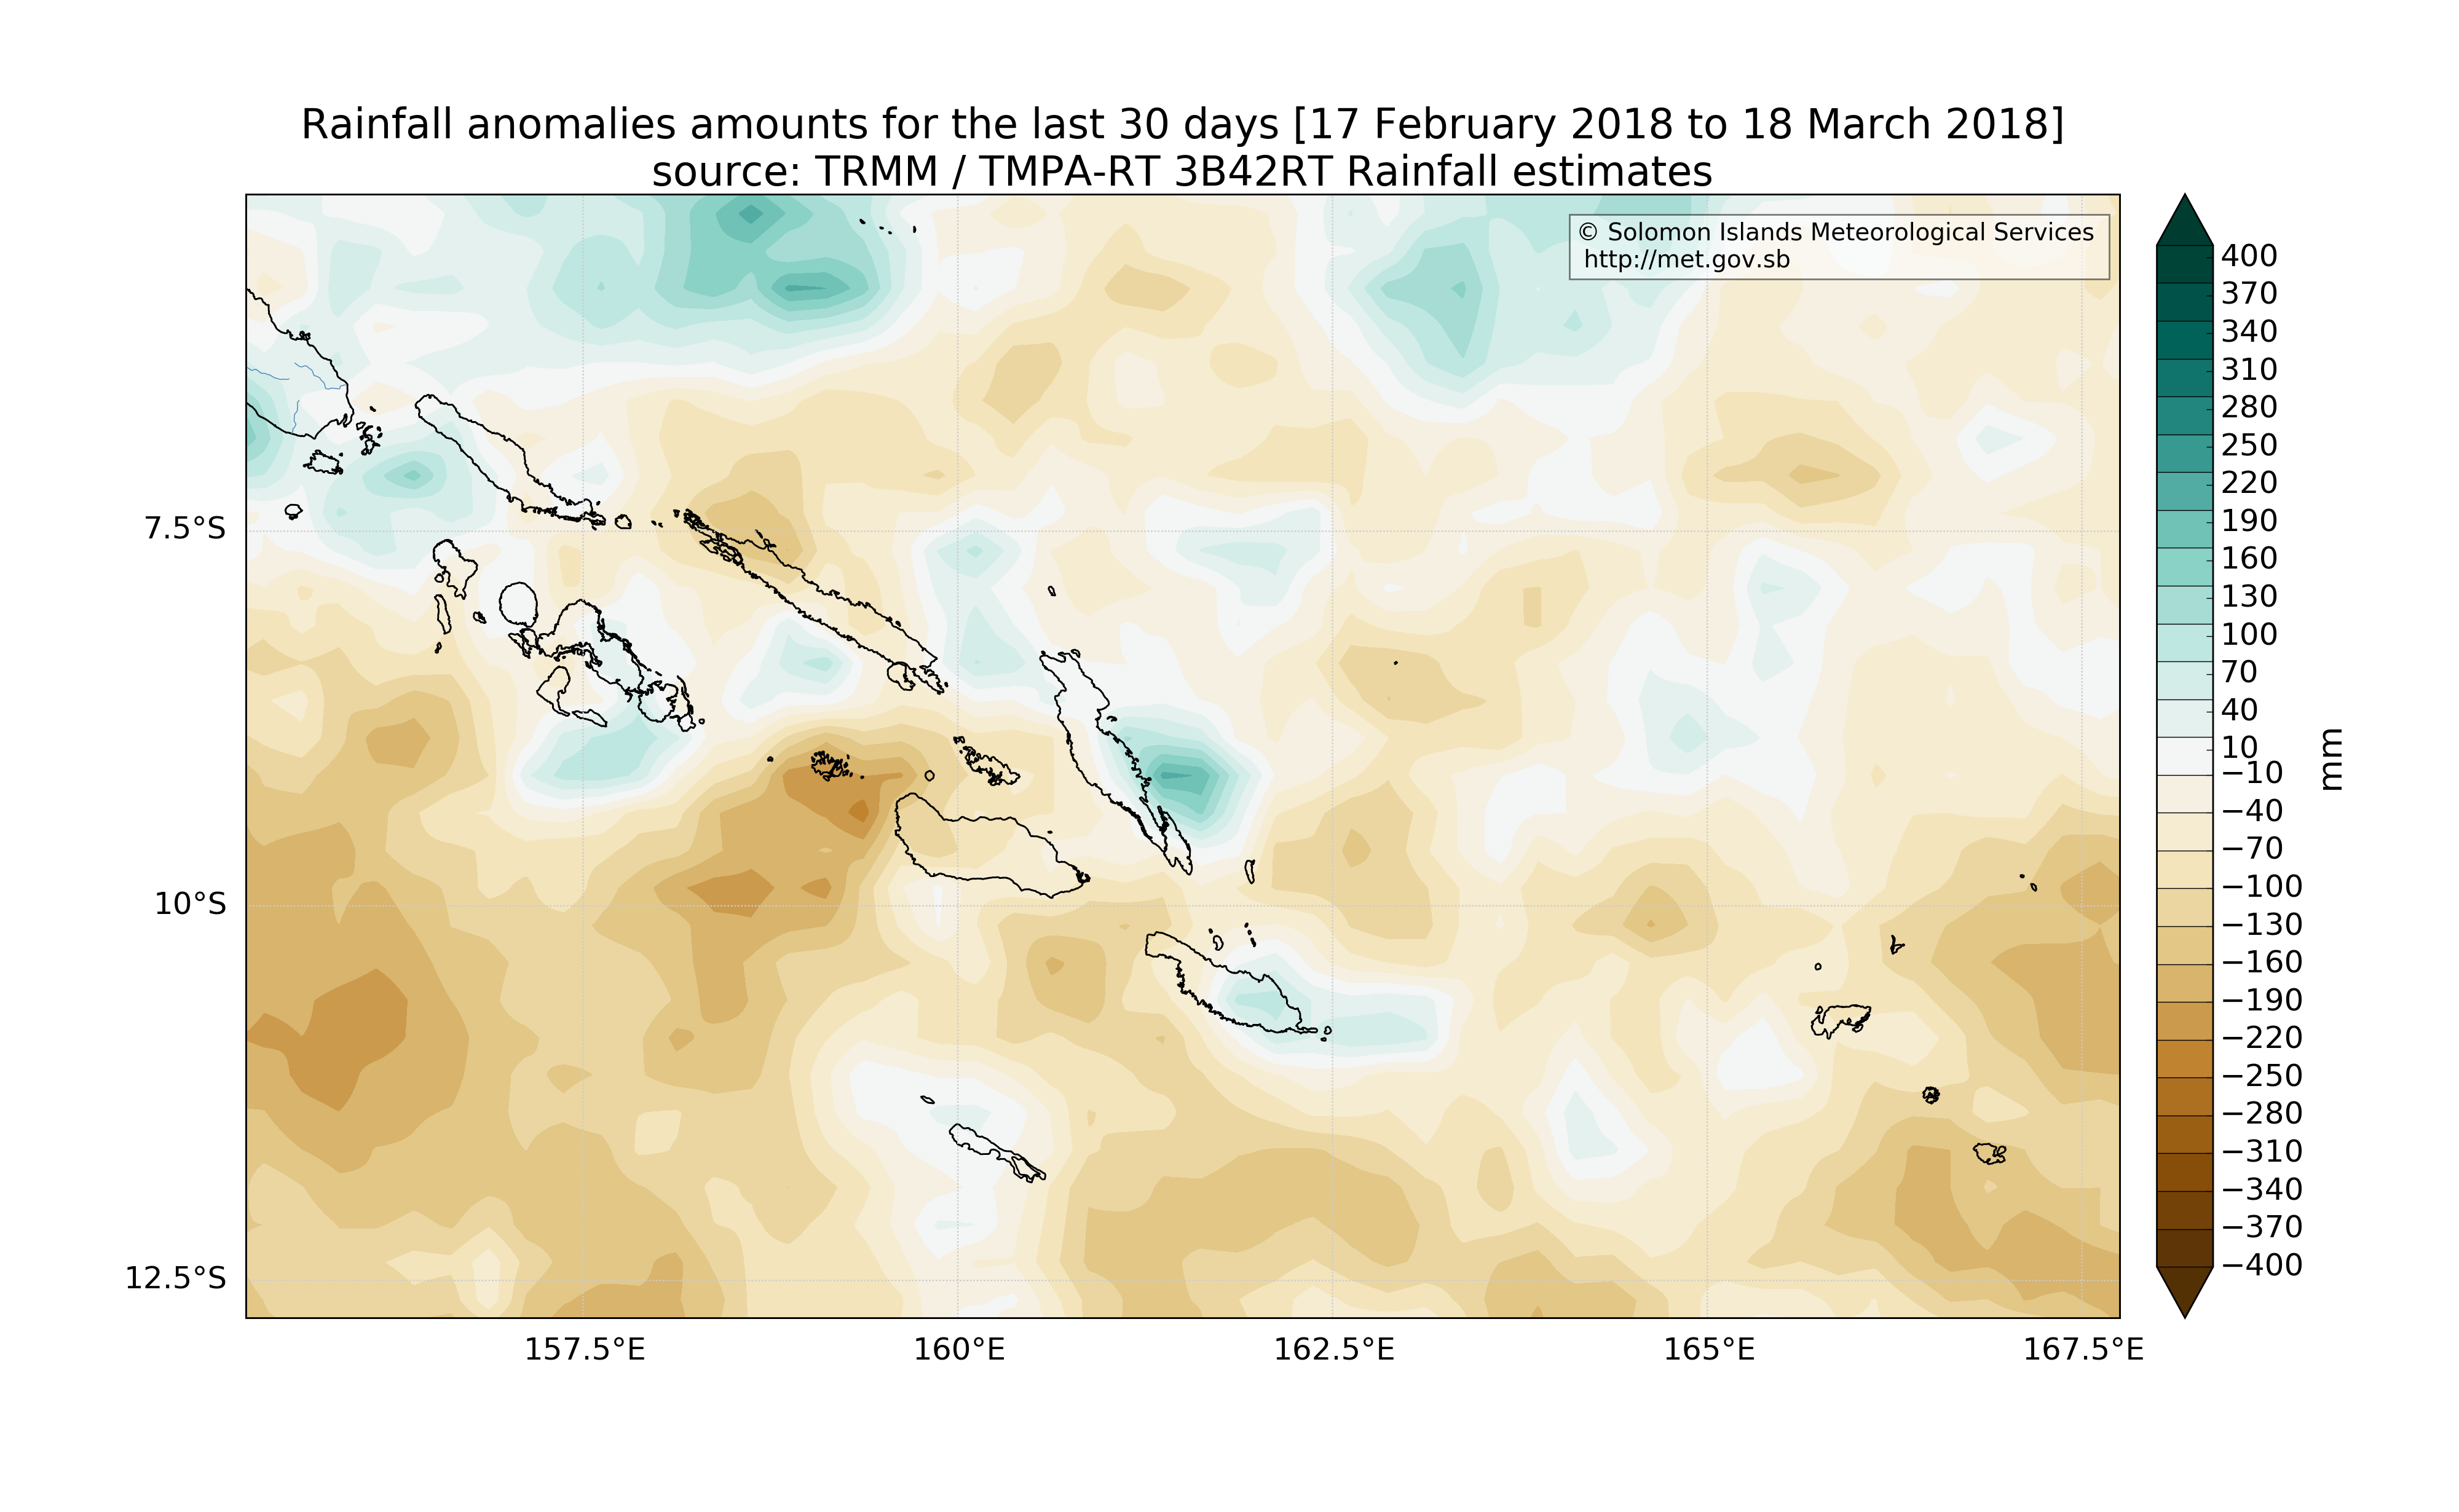 Rainfall anomalies amounts for the last 30 days [17 February 2018 to 18 March 2018]
source: TRMM / TMPA-RT 3B42RT Rainfall estimates
© Solomon Islands Meteorological Services
http://met.gov.sb
7.5°S
10°S
12.5°S
157.5°E
160°E
162.5°E
165°E
167.5°E
400
370
340
310
280
250
220
190
160
130
100
70
40
10
−10
−40
−70
−100
−130
−160
−190
−220
−250
−280
−310
−340
−370
−400
mm